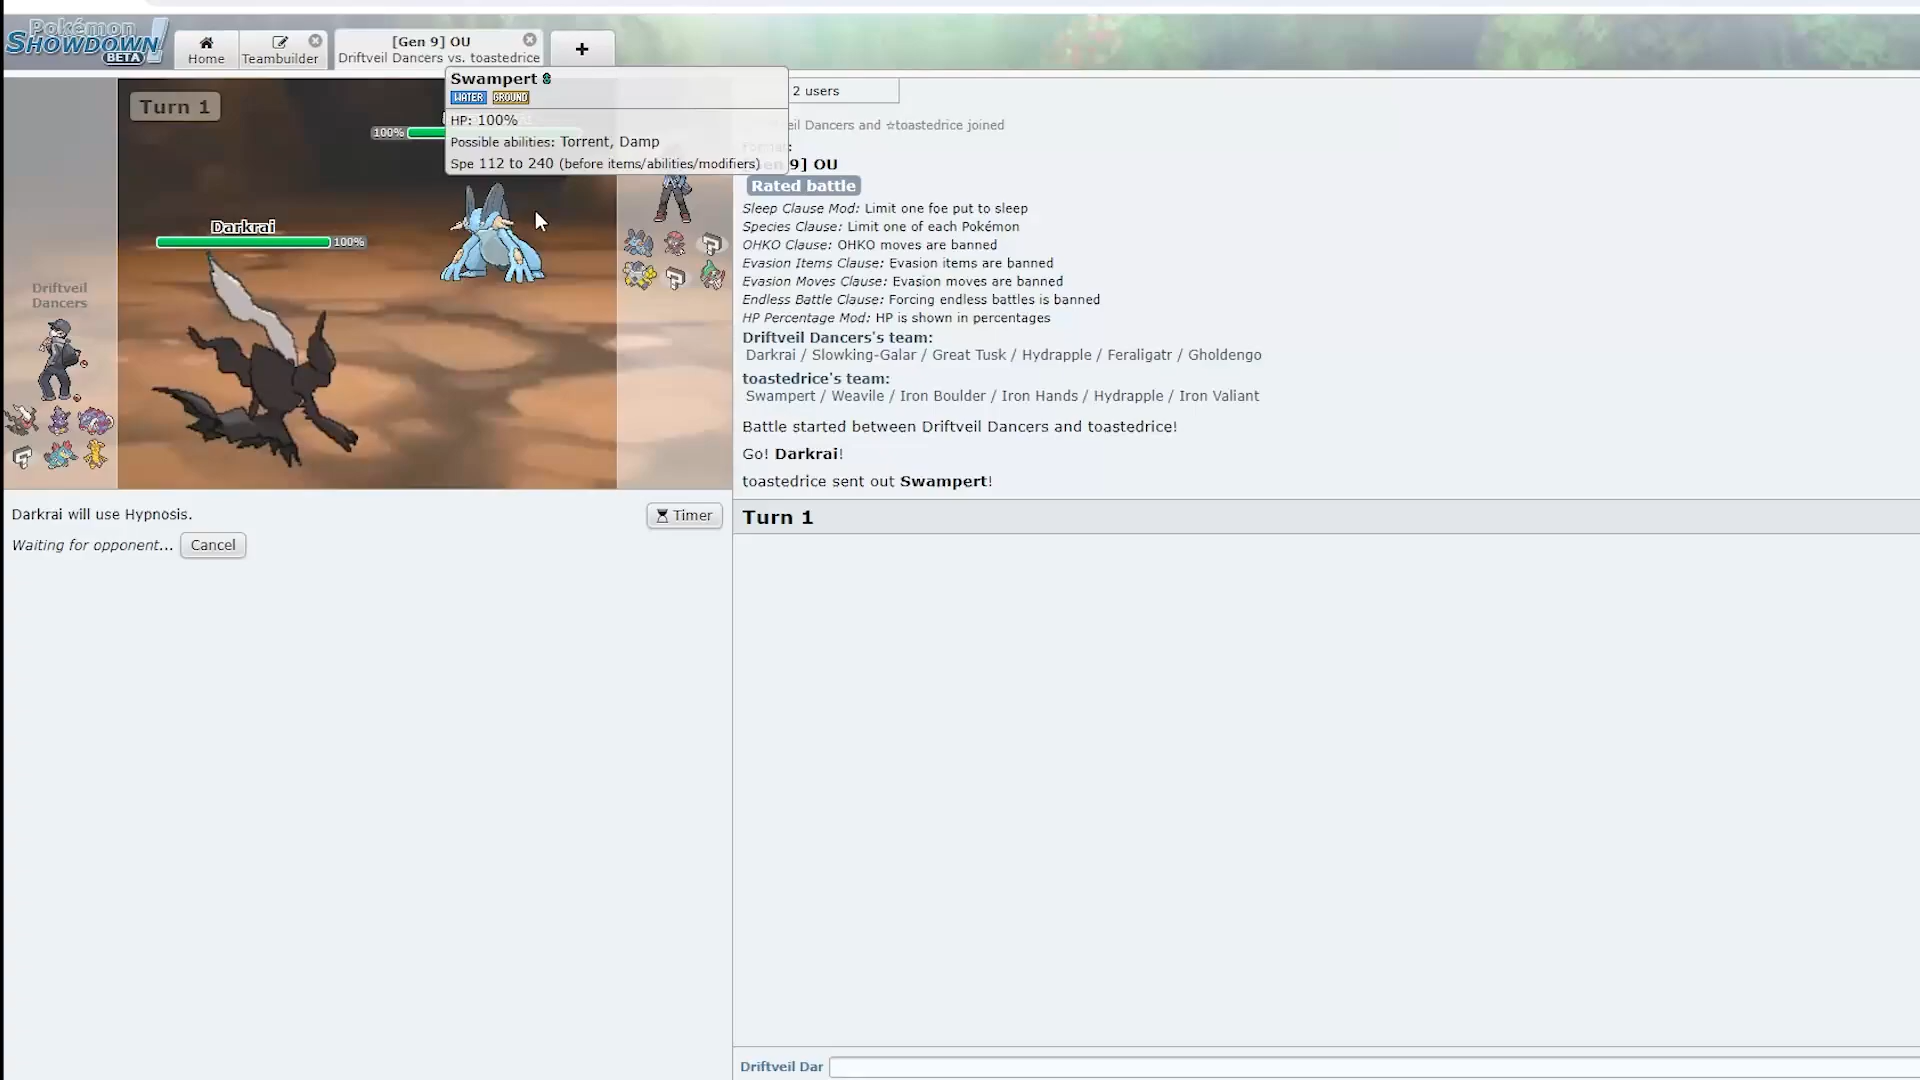 Pokémon
SHOWDOWN!
BETA
Home
Teambuilder
[Gen 9] OU
Driftveil Dancers vs. toastedrice
+
Swampert
WATER GROUND
HP: 100%
Possible abilities: Torrent, Damp
Spe 112 to 240 (before items/abilities/modifiers)
Turn 1
100%
Darkrai
100%
Driftveil
Dancers
Darkrai will use Hypnosis.
Timer
Waiting for opponent... Cancel
2 users
eil Dancers and ☆toastedrice joined
9] OU
Rated battle
Sleep Clause Mod: Limit one foe put to sleep
Species Clause: Limit one of each Pokémon
OHKO Clause: OHKO moves are banned
Evasion Items Clause: Evasion items are banned
Evasion Moves Clause: Evasion moves are banned
Endless Battle Clause: Forcing endless battles is banned
HP Percentage Mod: HP is shown in percentages
Driftveil Dancers's team:
Darkrai / Slowking-Galar / Great Tusk / Hydrapple / Feraligatr / Gholdengo
toastedrice's team:
Swampert / Weavile / Iron Boulder / Iron Hands / Hydrapple / Iron Valiant
Battle started between Driftveil Dancers and toastedrice!
Go! Darkrai!
toastedrice sent out Swampert!
Turn 1
Driftveil Dar